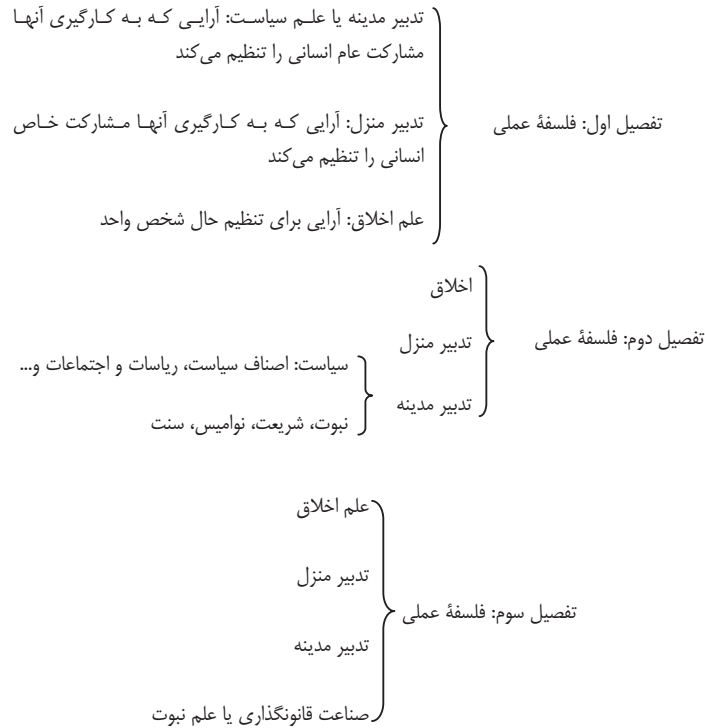 تدبیر مدینه یا علم سیاست: آرایی که به کارگیری آنها
مشارکت عام انسانی را تنظیم می‌کند
تفصیل اول: فلسفهٔ عملی
تدبیر منزل: آرایی که به کارگیری آنها مشارکت خاص
انسانی را تنظیم می‌کند
علم اخلاق: آرایی برای تنظیم حال شخص واحد
تفصیل دوم: فلسفهٔ عملی
اخلاق
تدبیر منزل
تدبیر مدینه
سیاست: اصناف سیاست، ریاسات و اجتماعات و...
نبوت، شریعت، نوامیس، سنت
تفصیل سوم: فلسفهٔ عملی
علم اخلاق
تدبیر منزل
تدبیر مدینه
صناعت قانونگذاری یا علم نبوت